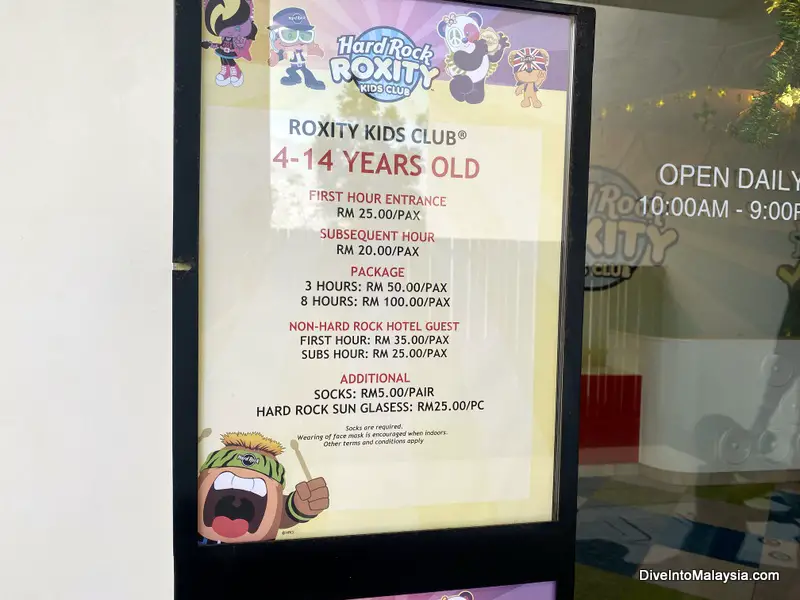 Hard Rock
ROXITY
KIDS CLUB
ROXITY KIDS CLUB®
4-14 YEARS OLD
FIRST HOUR ENTRANCE
RM 25.00/PAX
SUBSEQUENT HOUR
RM 20.00/PAX
PACKAGE
3 HOURS: RM 50.00/PAX
8 HOURS: RM 100.00/PAX
NON-HARD ROCK HOTEL GUEST
FIRST HOUR: RM 35.00/PAX
SUBS HOUR: RM 25.00/PAX
ADDITIONAL
SOCKS: RM5.00/PAIR
HARD ROCK SUN GLASESS: RM25.00/PC
Socks are required.
Wearing of face mask is encouraged when indoors.
Other terms and conditions apply
OPEN DAILY
10:00AM - 9:00P
DiveIntoMalaysia.com